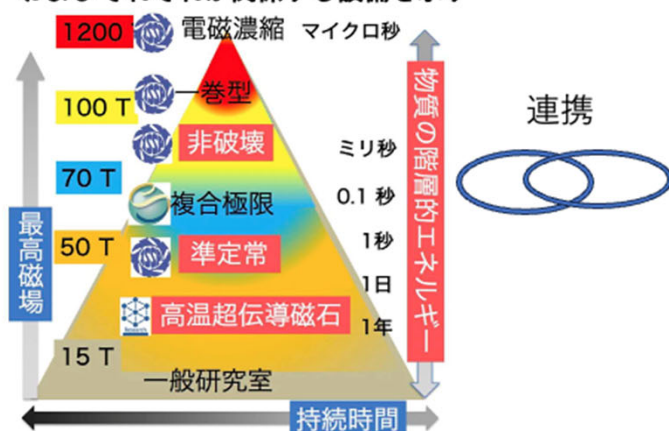 1200
電磁濃縮
マイクロ秒
一巻型
100 T
非破壊
ミリ秒
70 T
複合極限
0.1 秒
50 T
準定常
1秒
1日
高温超伝導磁石
1年
15 T
一般研究室
最高磁場
持続時間
物質の階層的エネルギー
連携